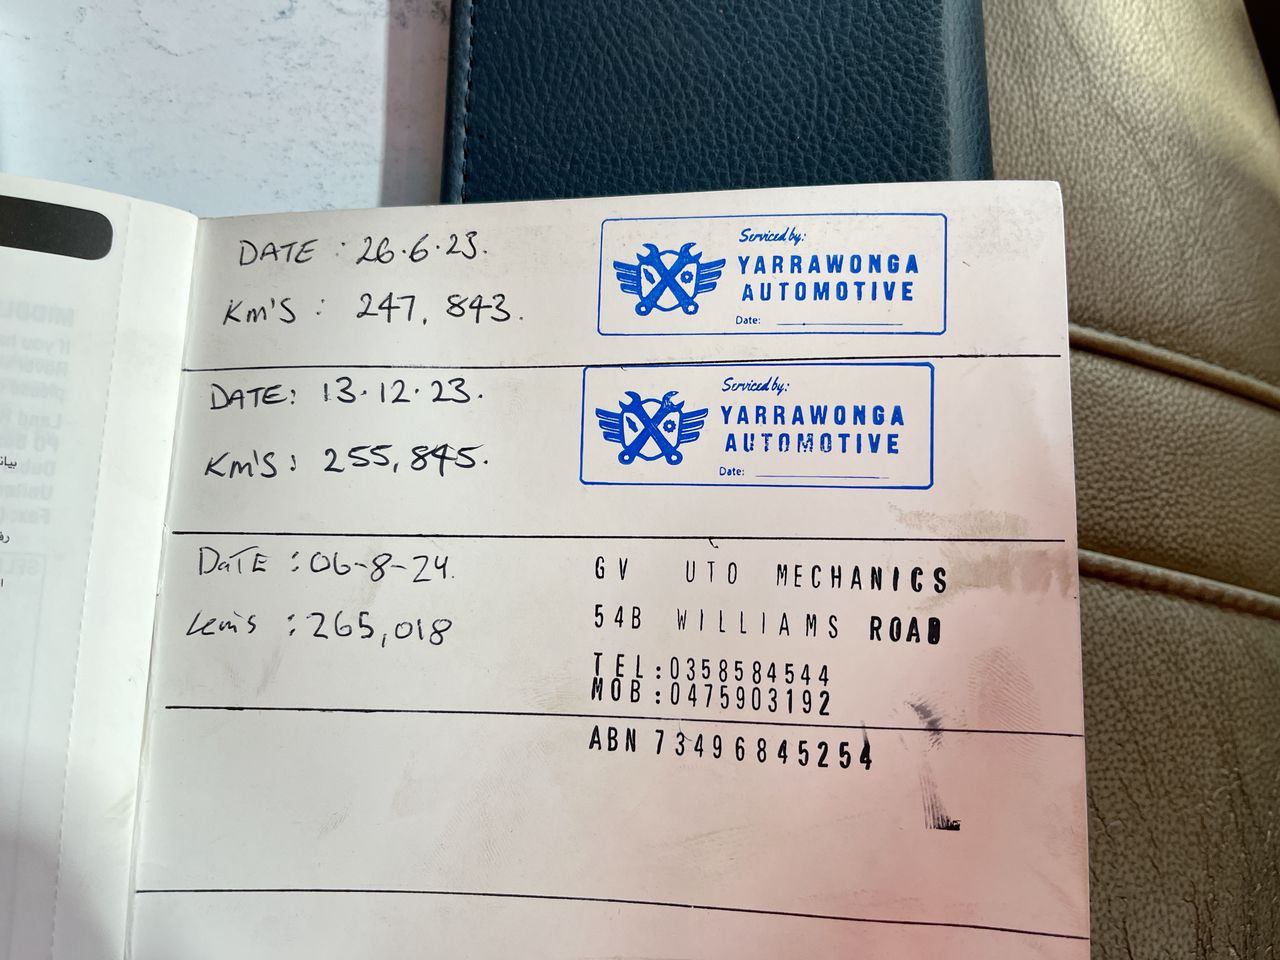 DATE : 26.6.23.
Km'S : 247, 843.
Serviced by:
YARRAWONGA
AUTOMOTIVE
Date:
DATE: 13.12.23.
Km'S: 255,845.
Serviced by:
YARRAWONGA
AUTOMOTIVE
Date:
DaTE : 06-8-24.
: 265,018
GV UTO MECHANICS
54B WILLIAMS ROAD
TEL:0358584544
MOB:0475903192
ABN 73496845254